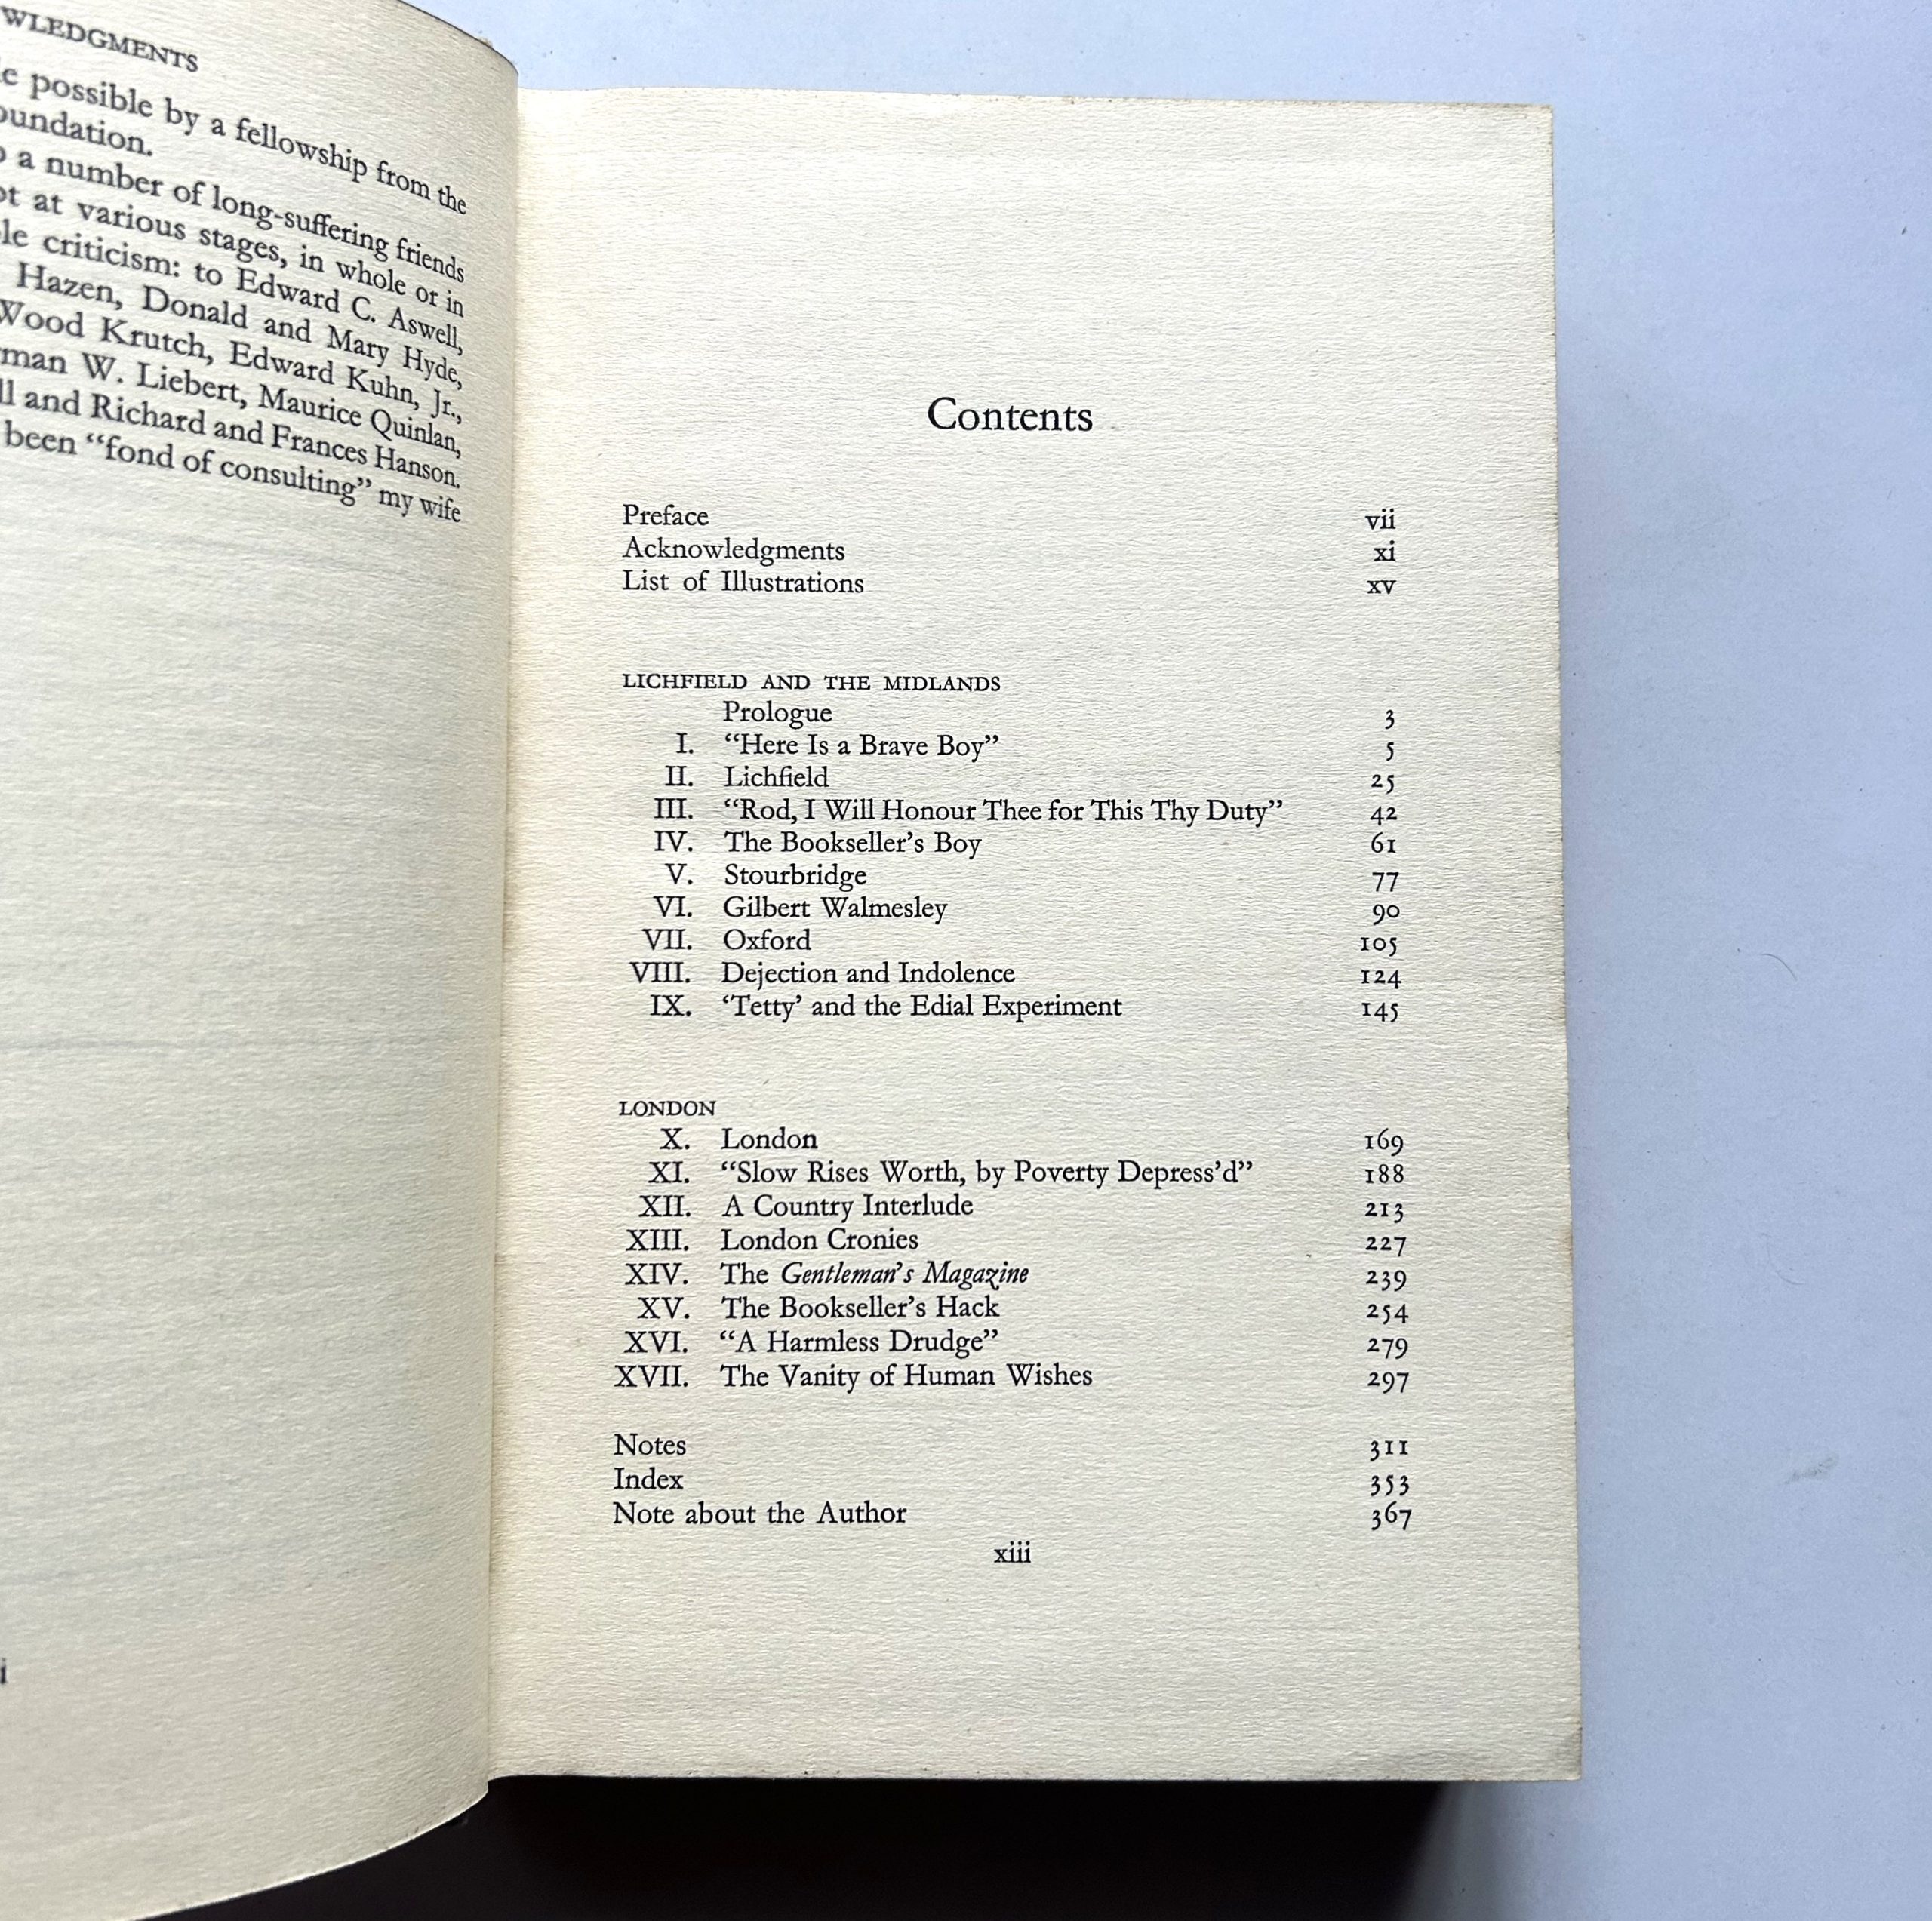 WLEDGMENTS
possible by a fellowship from the
oundation.
a number of long-suffering friends
at various stages, in whole or in
criticism: to Edward C. Aswell,
Hazen, Donald and Mary Hyde,
Wood Krutch, Edward Kuhn, Jr.,
man W. Liebert, Maurice Quinlan,
ll and Richard and Frances Hanson.
been “fond of consulting” my wife
Contents
Preface vii
Acknowledgments xi
List of Illustrations xv
LICHFIELD AND THE MIDLANDS
Prologue 3
I. “Here Is a Brave Boy” 5
II. Lichfield 25
III. “Rod, I Will Honour Thee for This Thy Duty” 42
IV. The Bookseller’s Boy 61
V. Stourbridge 77
VI. Gilbert Walmesley 90
VII. Oxford 105
VIII. Dejection and Indolence 124
IX. ‘Tetty’ and the Edial Experiment 145
LONDON
X. London 169
XI. “Slow Rises Worth, by Poverty Depress’d” 188
XII. A Country Interlude 213
XIII. London Cronies 227
XIV. The Gentleman’s Magazine 239
XV. The Bookseller’s Hack 254
XVI. “A Harmless Drudge” 279
XVII. The Vanity of Human Wishes 297
Notes 311
Index 353
Note about the Author 367
xiii